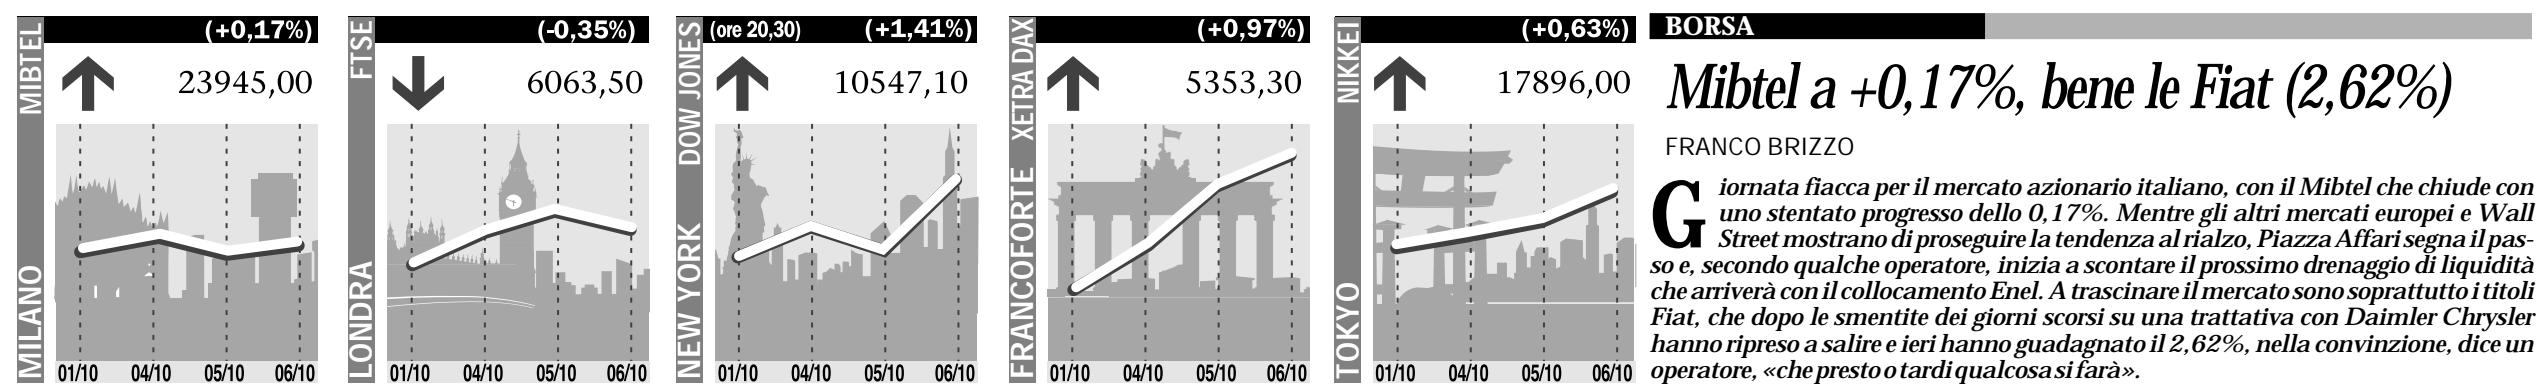 MILANO MIBTEL
(+0,17%)
23945,00
01/10 04/10 05/10 06/10
LONDRA FTSE
(-0,35%)
6063,50
01/10 04/10 05/10 06/10
NEW YORK DOW JONES
(ore 20,30) (+1,41%)
10547,10
01/10 04/10 05/10 06/10
FRANCOFORTE XETRA DAX
(+0,97%)
5353,30
01/10 04/10 05/10 06/10
TOKYO NIKKEI
(+0,63%)
17896,00
01/10 04/10 05/10 06/10
BORSA
Mibtel a +0,17%, bene le Fiat (2,62%)
FRANCO BRIZZO
Giornata fiacca per il mercato azionario italiano, con il Mibtel che chiude con
uno stentato progresso dello 0,17%. Mentre gli altri mercati europei e Wall
Street mostrano di proseguire la tendenza al rialzo, Piazza Affari segna il pas-
so e, secondo qualche operatore, inizia a scontare il prossimo drenaggio di liquidità
che arriverà con il collocamento Enel. A trascinare il mercato sono soprattutto i titoli
Fiat, che dopo le smentite dei giorni scorsi su una trattativa con Daimler Chrysler
hanno ripreso a salire e ieri hanno guadagnato il 2,62%, nella convinzione, dice un
operatore, «che presto o tardi qualcosa si farà».